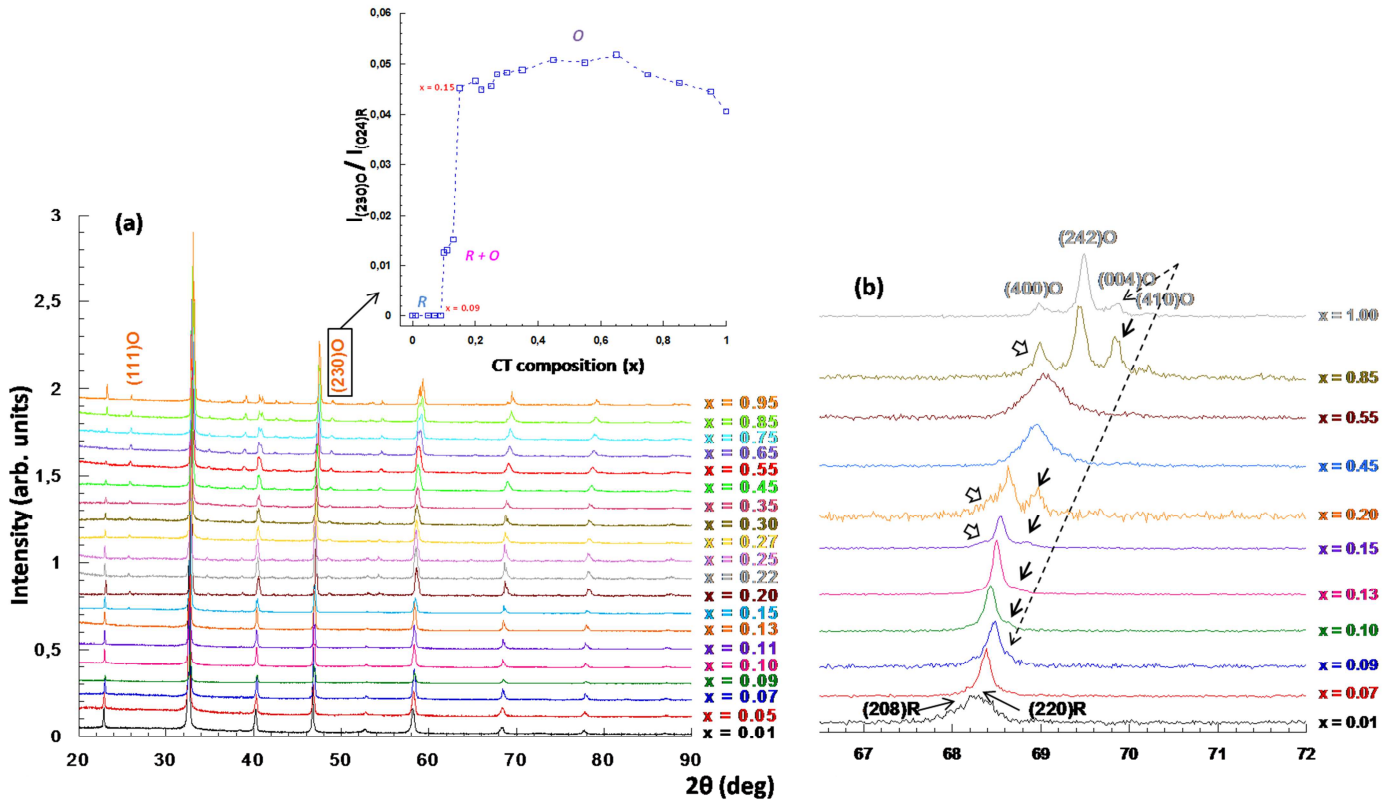 0,06
0,05
0,04
0,03
0,02
0,01
0
I(230)O / I(024)R
O
x = 0.15
R + O
R
x = 0.09
0 0,2 0,4 0,6 0,8 1
CT composition (x)
(a)
3
2,5
2
1,5
1
0,5
0
Intensity (arb. units)
(111)O
(230)O
x = 0.95
x = 0.85
x = 0.75
x = 0.65
x = 0.55
x = 0.45
x = 0.35
x = 0.30
x = 0.27
x = 0.25
x = 0.22
x = 0.20
x = 0.15
x = 0.13
x = 0.11
x = 0.10
x = 0.09
x = 0.07
x = 0.05
x = 0.01
20 30 40 50 60 70 80 90
2θ (deg)
(b)
(242)O
(400)O
(004)O
(410)O
x = 1.00
x = 0.85
x = 0.55
x = 0.45
x = 0.20
x = 0.15
x = 0.13
x = 0.10
x = 0.09
x = 0.07
(208)R (220)R
x = 0.01
67 68 69 70 71 72